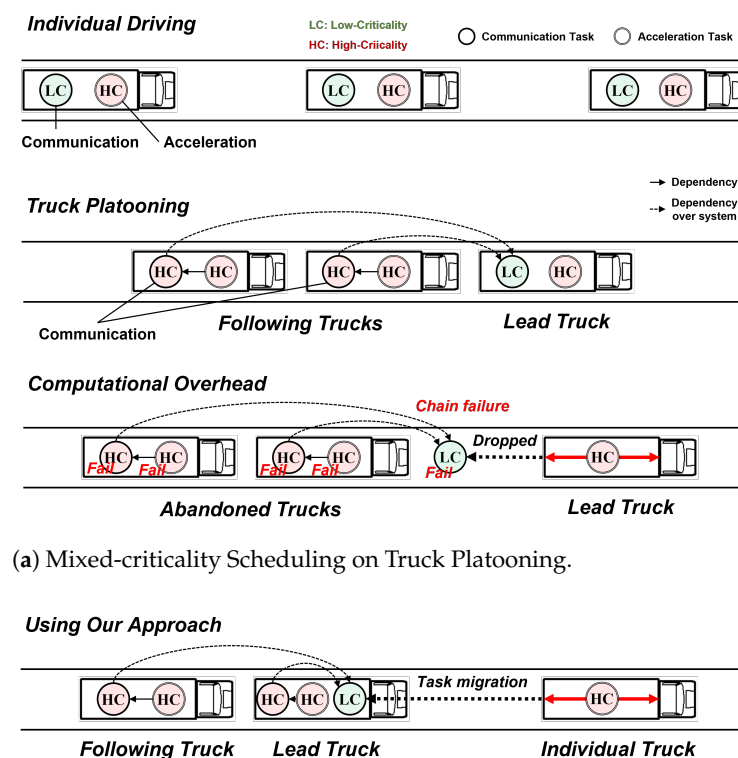 Individual Driving
LC: Low-Criticality
HC: High-Criicality
Communication Task
Acceleration Task
LC HC LC HC LC HC
Communication Acceleration
Dependency
Truck Platooning
Dependency
over system
HC HC HC HC LC HC
Communication
Following Trucks Lead Truck
Computational Overhead
Chain failure
Dropped
HC HC HC HC LC HC
Fail Fail Fail Fail Fail
Abandoned Trucks Lead Truck
(a) Mixed-criticality Scheduling on Truck Platooning.
Using Our Approach
Task migration
HC HC HC HC LC HC
Following Truck Lead Truck Individual Truck